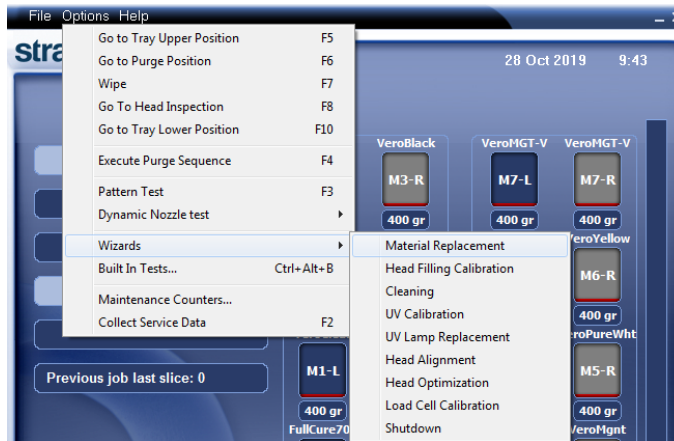 File Options Help
stra
28 Oct 2019 9:43
Go to Tray Upper Position F5
Go to Purge Position F6
Wipe F7
Go To Head Inspection F8
Go to Tray Lower Position F10
Execute Purge Sequence F4
Pattern Test F3
Dynamic Nozzle test
Wizards
Built In Tests... Ctrl+Alt+B
Maintenance Counters...
Collect Service Data F2
Material Replacement
Head Filling Calibration
Cleaning
UV Calibration
UV Lamp Replacement
Head Alignment
Head Optimization
Load Cell Calibration
Shutdown
VeroBlack VeroMGT-V VeroMGT-V
M3-R M7-L M7-R
400 gr 400 gr 400 gr
eroYellow
M6-R
eroPureWht
M1-L M5-R
400 gr 400 gr
FullCure70 VeroMgnt
Previous job last slice: 0